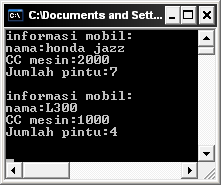 C:\Documents and Sett...
informasi mobil:
nama:honda jazz
CC mesin:2000
Jumlah pintu:7
informasi mobil:
nama:L300
CC mesin:1000
Jumlah pintu:4